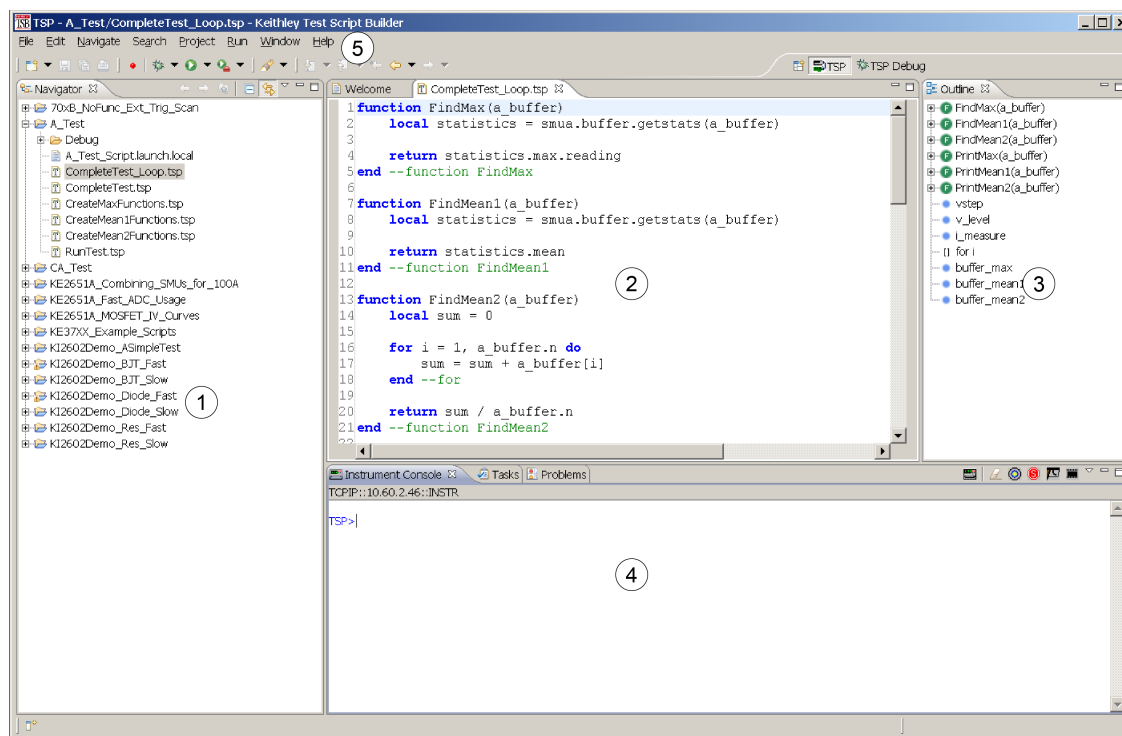 TSP - A_Test/CompleteTest_Loop.tsp - Keithley Test Script Builder
File Edit Navigate Search Project Run Window Help
5
TSP TSP Debug
Navigator
70xB_NoFunc_Ext_Trig_Scan
A_Test
Debug
A_Test_Script.launch.local
CompleteTest_Loop.tsp
CompleteTest.tsp
CreateMaxFunctions.tsp
CreateMean1Functions.tsp
CreateMean2Functions.tsp
RunTest.tsp
CA_Test
KE2651A_Combining_SMUs_for_100A
KE2651A_Fast_ADC_Usage
KE2651A_MOSFET_IV_Curves
KE37XX_Example_Scripts
KI2602Demo_ASimpleTest
KI2602Demo_BJT_Fast
KI2602Demo_BJT_Slow
KI2602Demo_Diode_Fast
KI2602Demo_Diode_Slow
KI2602Demo_Res_Fast
KI2602Demo_Res_Slow
1
Welcome CompleteTest_Loop.tsp
1 function FindMax(a_buffer)
2 local statistics = smua.buffer.getstats(a_buffer)
3
4 return statistics.max.reading
5 end --function FindMax
6
7 function FindMean1(a_buffer)
8 local statistics = smua.buffer.getstats(a_buffer)
9
10 return statistics.mean
11 end --function FindMean1
12
13 function FindMean2(a_buffer)
14 local sum = 0
15
16 for i = 1, a_buffer.n do
17 sum = sum + a_buffer[i]
18 end --for
19
20 return sum / a_buffer.n
21 end --function FindMean2
2
Outline
FindMax(a_buffer)
FindMean1(a_buffer)
FindMean2(a_buffer)
PrintMax(a_buffer)
PrintMean1(a_buffer)
PrintMean2(a_buffer)
vstep
v_level
i_measure
for i
buffer_max
buffer_mean1
buffer_mean2
3
Instrument Console Tasks Problems
TCPIP::10.60.2.46::INSTR
TSP>
4